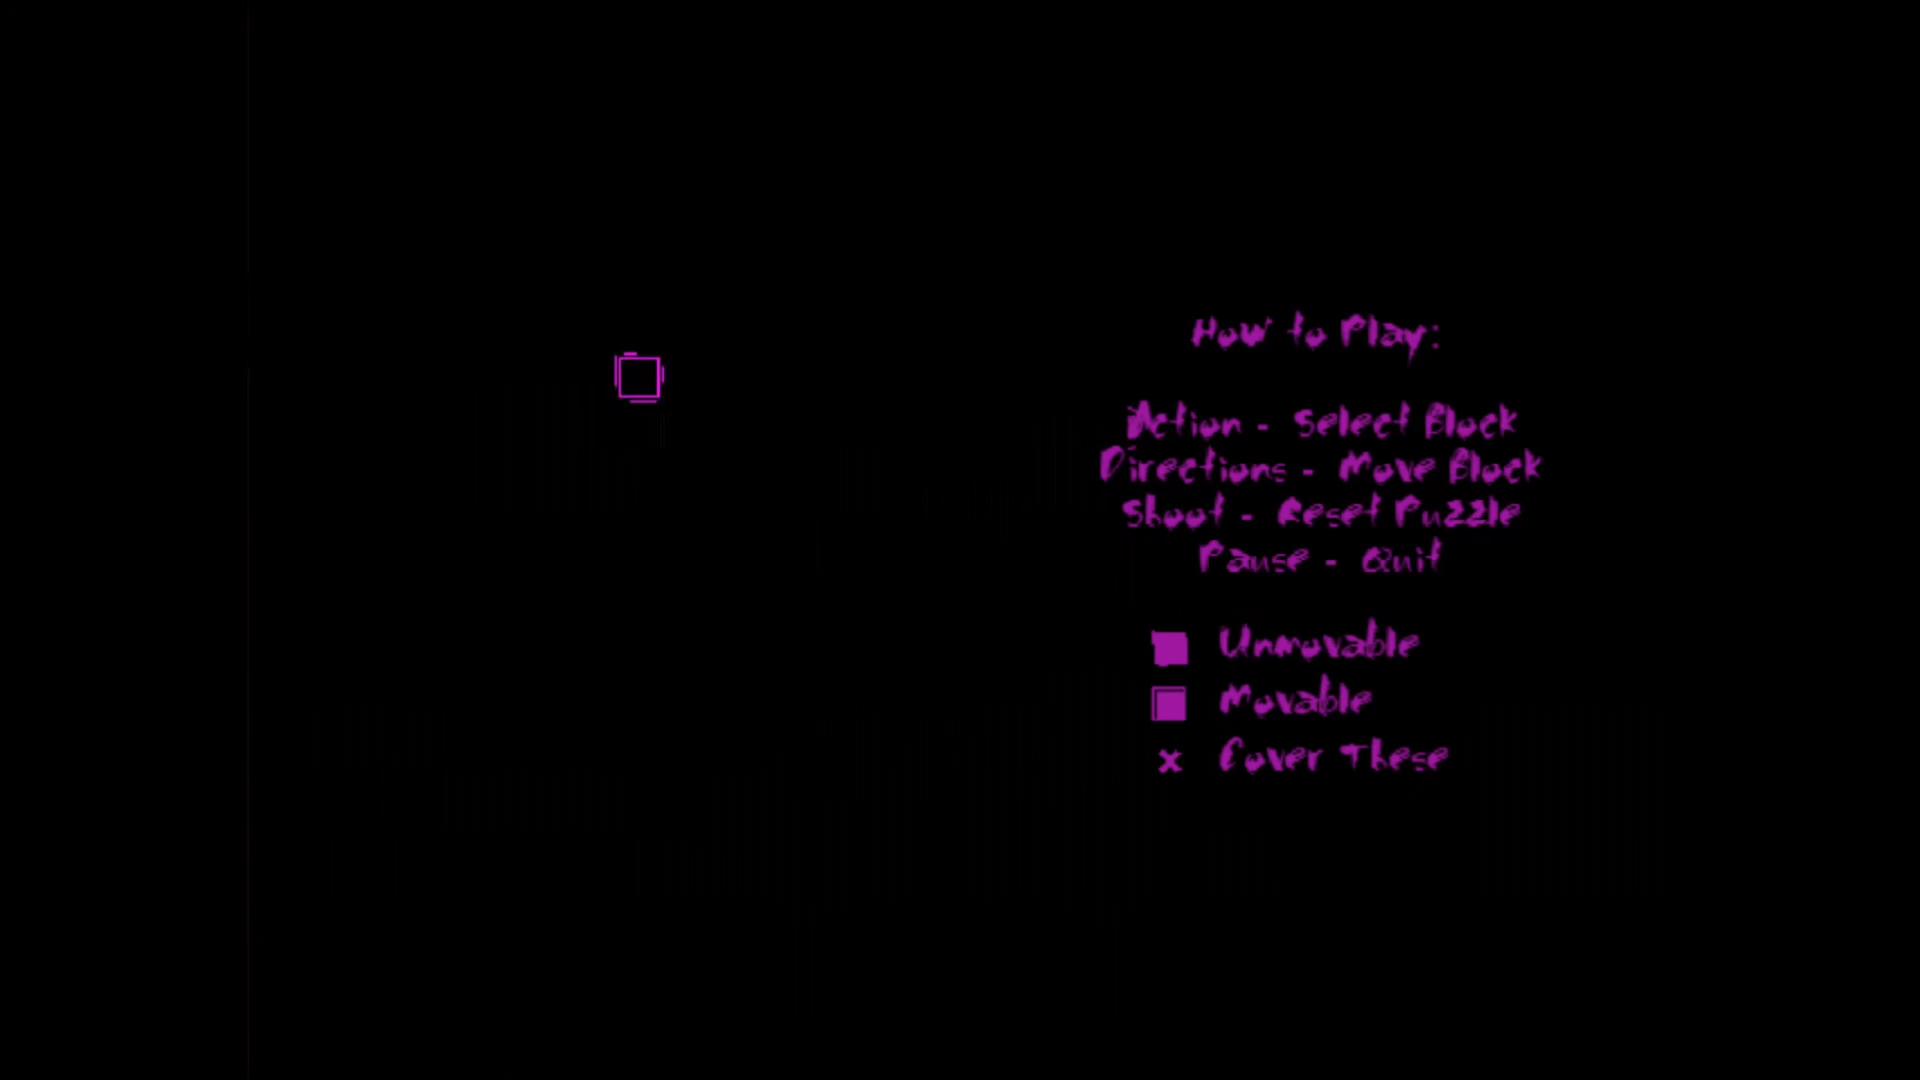 How to Play:
Action - Select Block
Directions - Move Block
Shoot - Reset Puzzle
Pause - Quit
Unmovable
Movable
Cover These